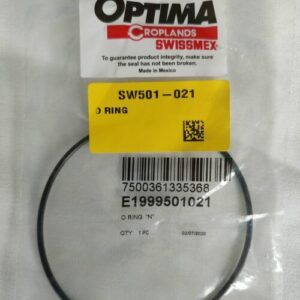 OPTIMA
CROPLANDS
SWISSMEX
To guarantee product integrity, make sure
the seal has not been broken.
Made in Mexico
SW501-021
O RING
7500361335368
E1999501021
O RING "N"
QTY: 1 PC